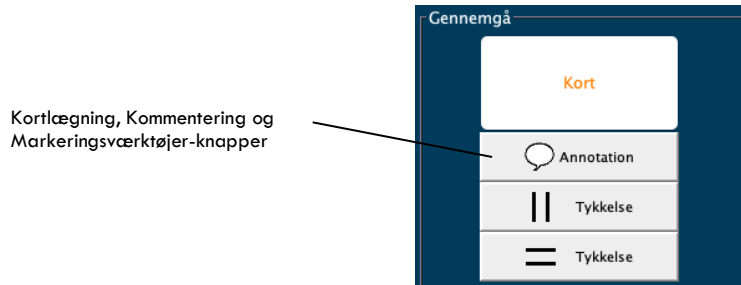 Gennemgå
Kort
Kortlægning, Kommentering og
Markeringsværktøjer-knapper
Annotation
Tykkelse
Tykkelse